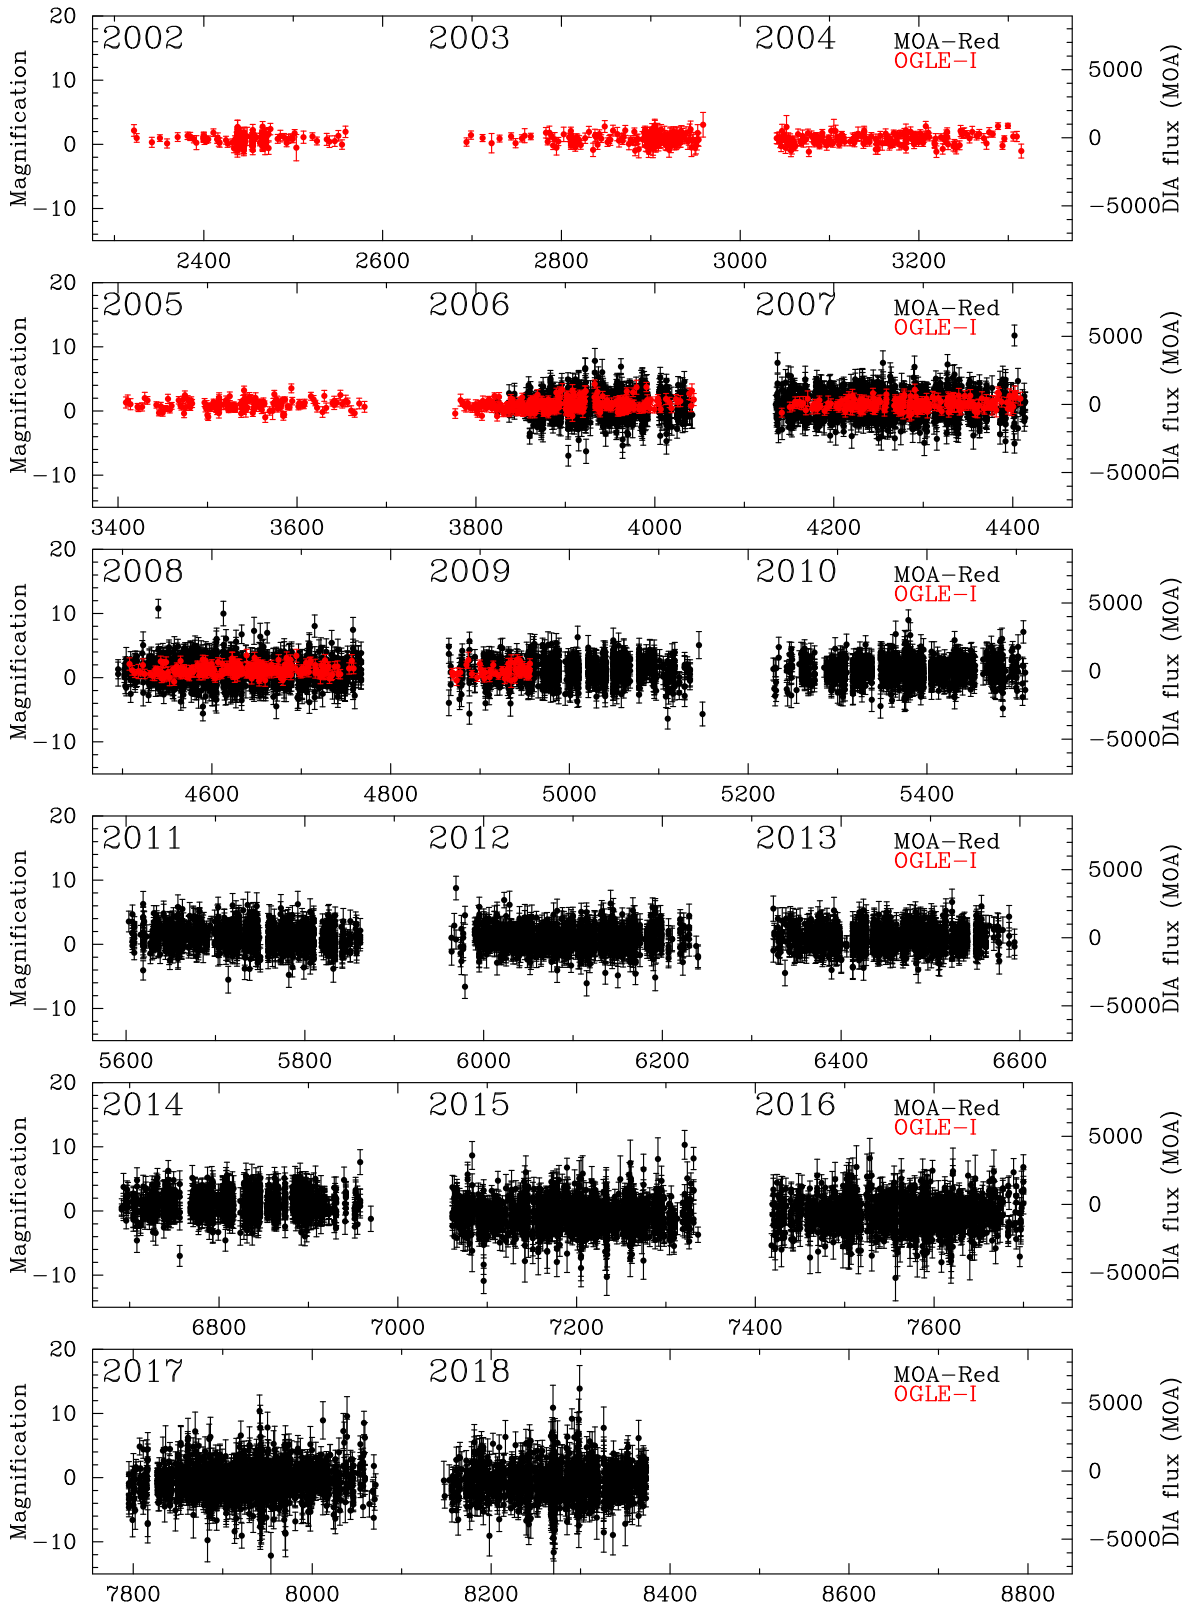 20 2002 2003 2004 MOA-Red
OGLE-I
10 5000
0 0
-10 -5000
Magnification DIA flux (MOA)
2400 2600 2800 3000 3200
20 2005 2006 2007 MOA-Red
OGLE-I
10 5000
0 0
-10 -5000
Magnification DIA flux (MOA)
3400 3600 3800 4000 4200 4400
20 2008 2009 2010 MOA-Red
OGLE-I
10 5000
0 0
-10 -5000
Magnification DIA flux (MOA)
4600 4800 5000 5200 5400
20 2011 2012 2013 MOA-Red
OGLE-I
10 5000
0 0
-10 -5000
Magnification DIA flux (MOA)
5600 5800 6000 6200 6400 6600
20 2014 2015 2016 MOA-Red
OGLE-I
10 5000
0 0
-10 -5000
Magnification DIA flux (MOA)
6800 7000 7200 7400 7600
20 2017 2018 MOA-Red
OGLE-I
10 5000
0 0
-10 -5000
Magnification DIA flux (MOA)
7800 8000 8200 8400 8600 8800